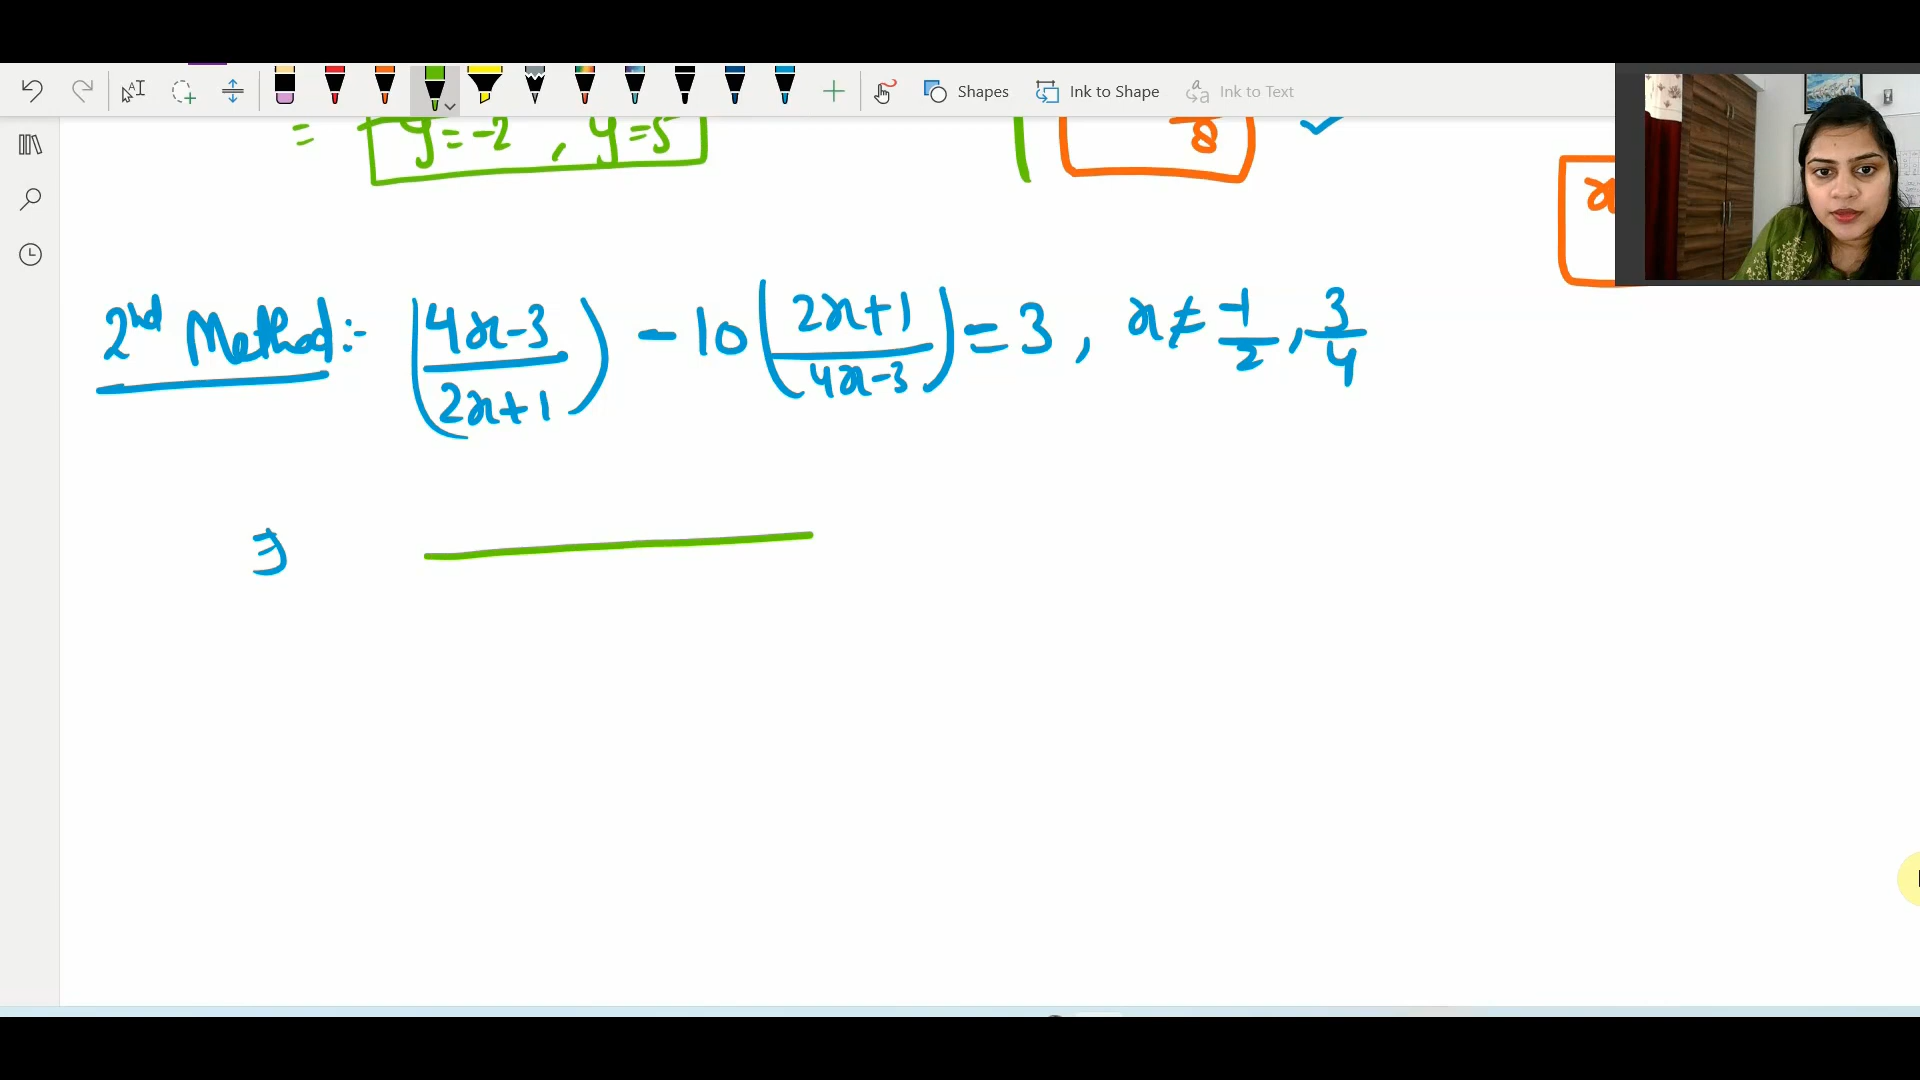 Shapes Ink to Shape Ink to Text
= y = -2 , y = 5
8
x
2nd Method :- (4x-3/2x+1) - 10 (2x+1/4x-3) = 3 , x ≠ -1/2 , 3/4
⇒